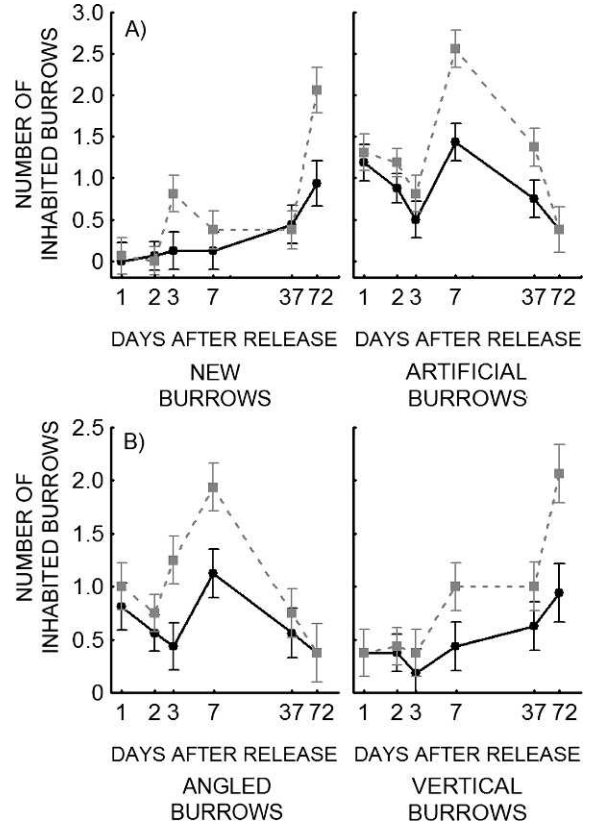 A)
NUMBER OF
INHABITED BURROWS
3.0
2.5
2.0
1.5
1.0
0.5
0
1 2 3 7 37 72
1 2 3 7 37 72
DAYS AFTER RELEASE
DAYS AFTER RELEASE
NEW
BURROWS
ARTIFICIAL
BURROWS
B)
NUMBER OF
INHABITED BURROWS
2.5
2.0
1.5
1.0
0.5
0
1 2 3 7 37 72
1 2 3 7 37 72
DAYS AFTER RELEASE
DAYS AFTER RELEASE
ANGLED
BURROWS
VERTICAL
BURROWS